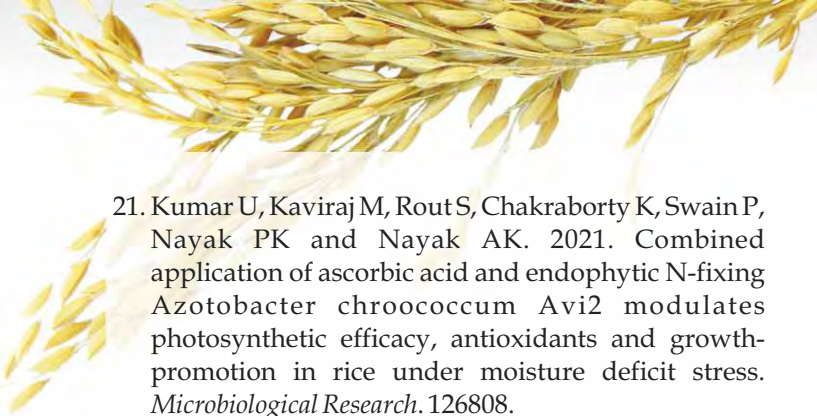 21. Kumar U, Kaviraj M, Rout S, Chakraborty K, Swain P,
Nayak PK and Nayak AK. 2021. Combined
application of ascorbic acid and endophytic N-fixing
Azotobacter chroococcum Avi2 modulates
photosynthetic efficacy, antioxidants and growth-
promotion in rice under moisture deficit stress.
Microbiological Research. 126808.